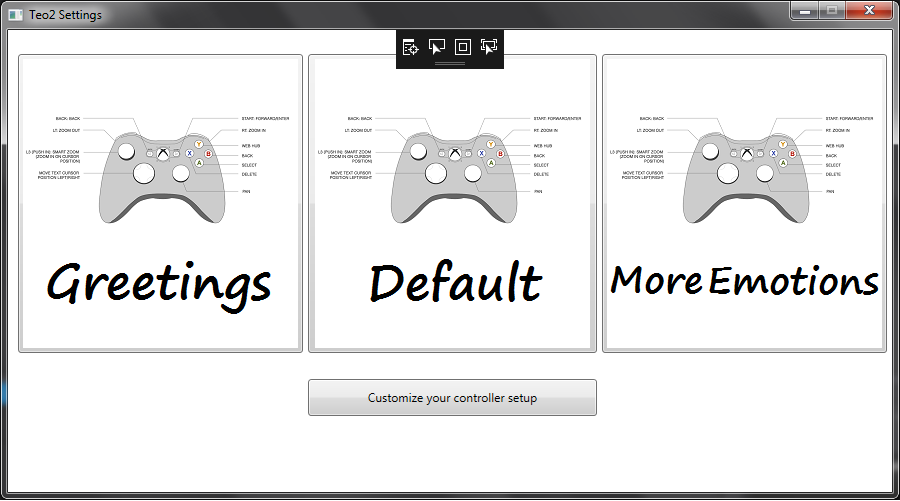 Teo2 Settings
BACK: BACK
START: FORWARD/ENTER
LT: ZOOM OUT
RT: ZOOM IN
WEB HUB
LS (PUSH IN): SMART ZOOM
(ZOOM IN ON CURSOR
POSITION)
BACK
SELECT
MOVE TEXT CURSOR
POSITION LEFT/RIGHT
DELETE
PAN
Y
X
B
A
Greetings
BACK: BACK
START: FORWARD/ENTER
LT: ZOOM OUT
RT: ZOOM IN
WEB HUB
LS (PUSH IN): SMART ZOOM
(ZOOM IN ON CURSOR
POSITION)
BACK
SELECT
MOVE TEXT CURSOR
POSITION LEFT/RIGHT
DELETE
PAN
Y
X
B
A
Default
BACK: BACK
START: FORWARD/ENTER
LT: ZOOM OUT
RT: ZOOM IN
WEB HUB
LS (PUSH IN): SMART ZOOM
(ZOOM IN ON CURSOR
POSITION)
BACK
SELECT
MOVE TEXT CURSOR
POSITION LEFT/RIGHT
DELETE
PAN
Y
X
B
A
More Emotions
Customize your controller setup